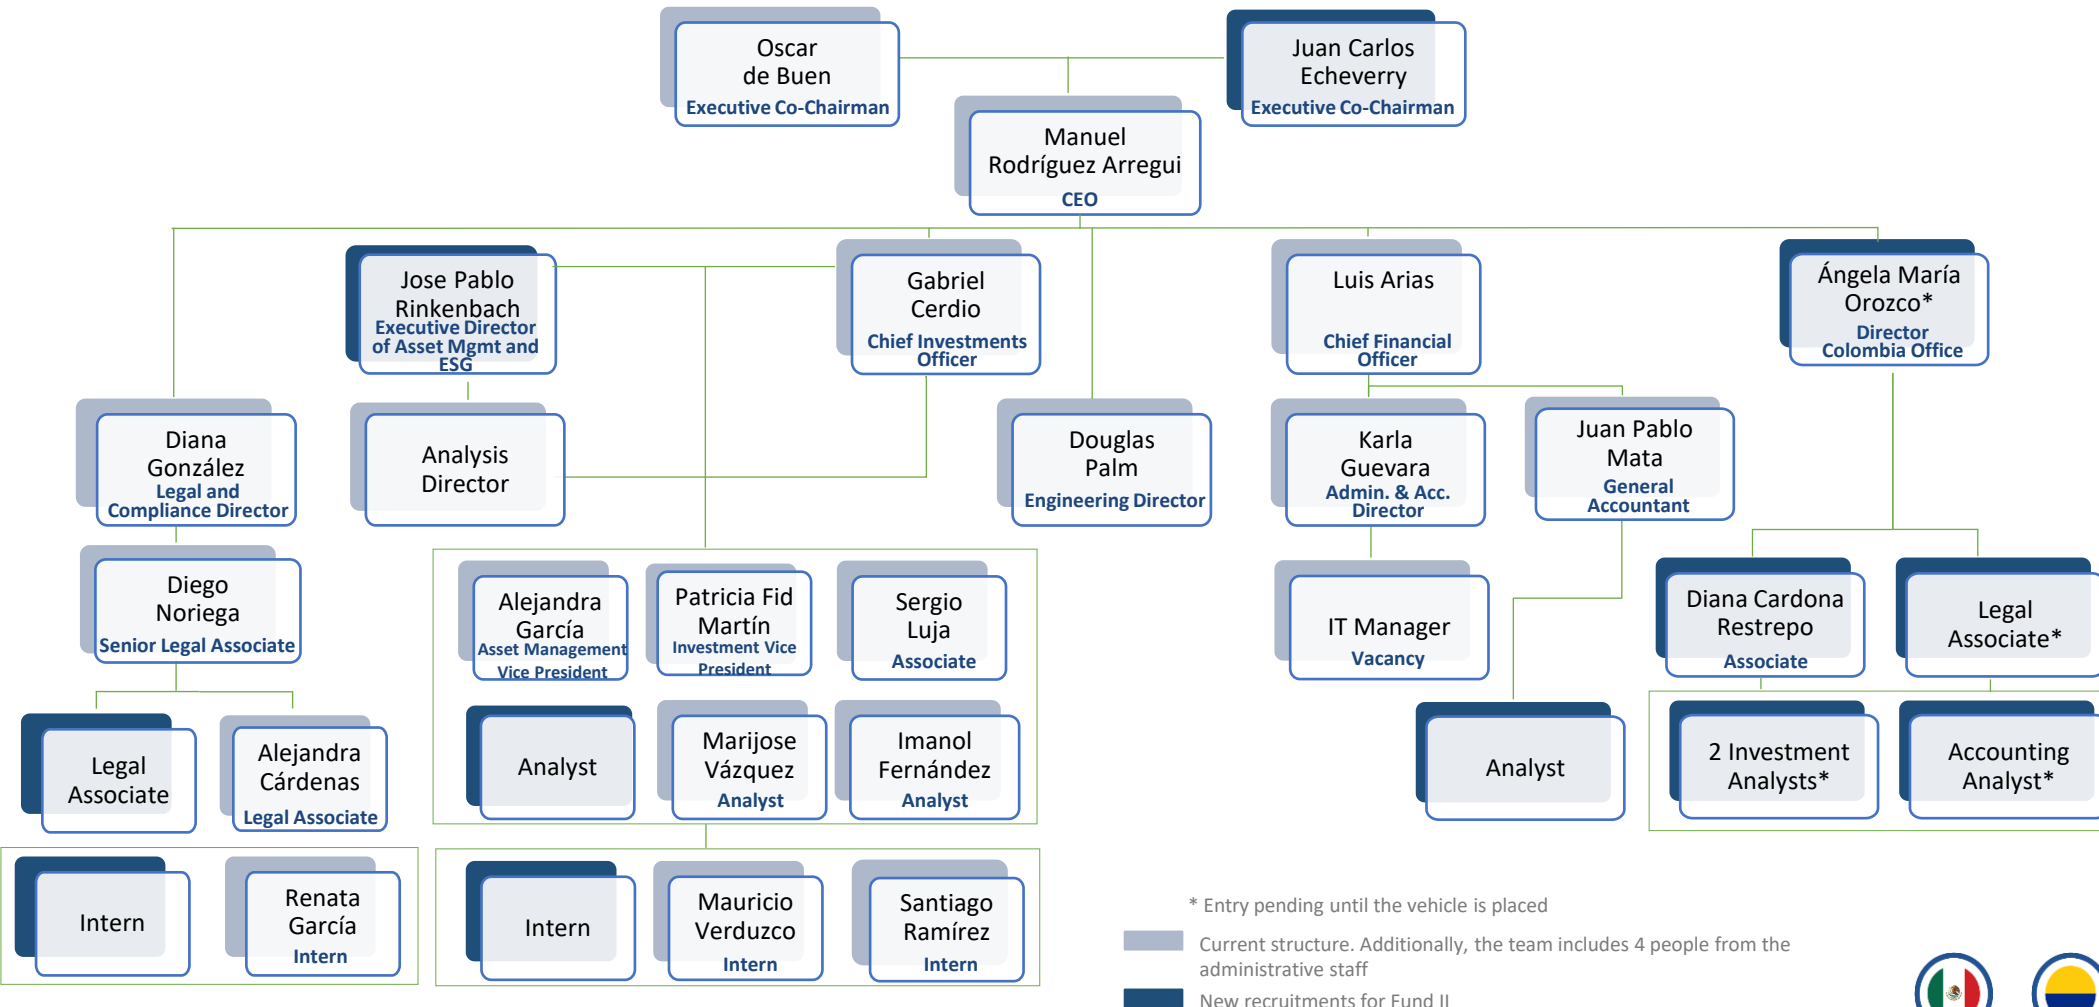 Oscar
de Buen
Executive Co-Chairman
Juan Carlos
Echeverry
Executive Co-Chairman
Manuel
Rodríguez Arregui
CEO
Jose Pablo
Rinkenbach
Executive Director
of Asset Mgmt and
ESG
Gabriel
Cerdio
Chief Investments
Officer
Luis Arias
Chief Financial
Officer
Ángela María
Orozco*
Director
Colombia Office
Diana
González
Legal and
Compliance Director
Analysis
Director
Douglas
Palm
Engineering Director
Karla
Guevara
Admin. & Acc.
Director
Juan Pablo
Mata
General
Accountant
Diego
Noriega
Senior Legal Associate
Alejandra
García
Asset Management
Vice President
Patricia Fid
Martín
Investment Vice
President
Sergio
Luja
Associate
IT Manager
Vacancy
Diana Cardona
Restrepo
Associate
Legal
Associate*
Legal
Associate
Alejandra
Cárdenas
Legal Associate
Analyst
Marijose
Vázquez
Analyst
Imanol
Fernández
Analyst
Analyst
2 Investment
Analysts*
Accounting
Analyst*
Intern
Renata
García
Intern
Intern
Mauricio
Verduzco
Intern
Santiago
Ramírez
Intern
* Entry pending until the vehicle is placed
Current structure. Additionally, the team includes 4 people from the
administrative staff
New recruitments for Fund II